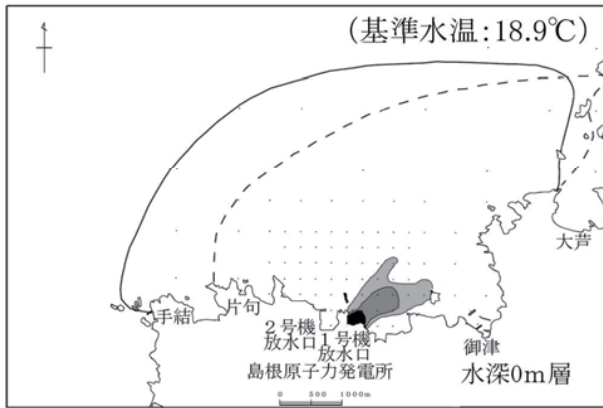 (基準水温:18.9℃)
大芦
手結
片句
2号機
放水口
1号機
放水口
御津
島根原子力発電所
水深0m層
0 500 1000m